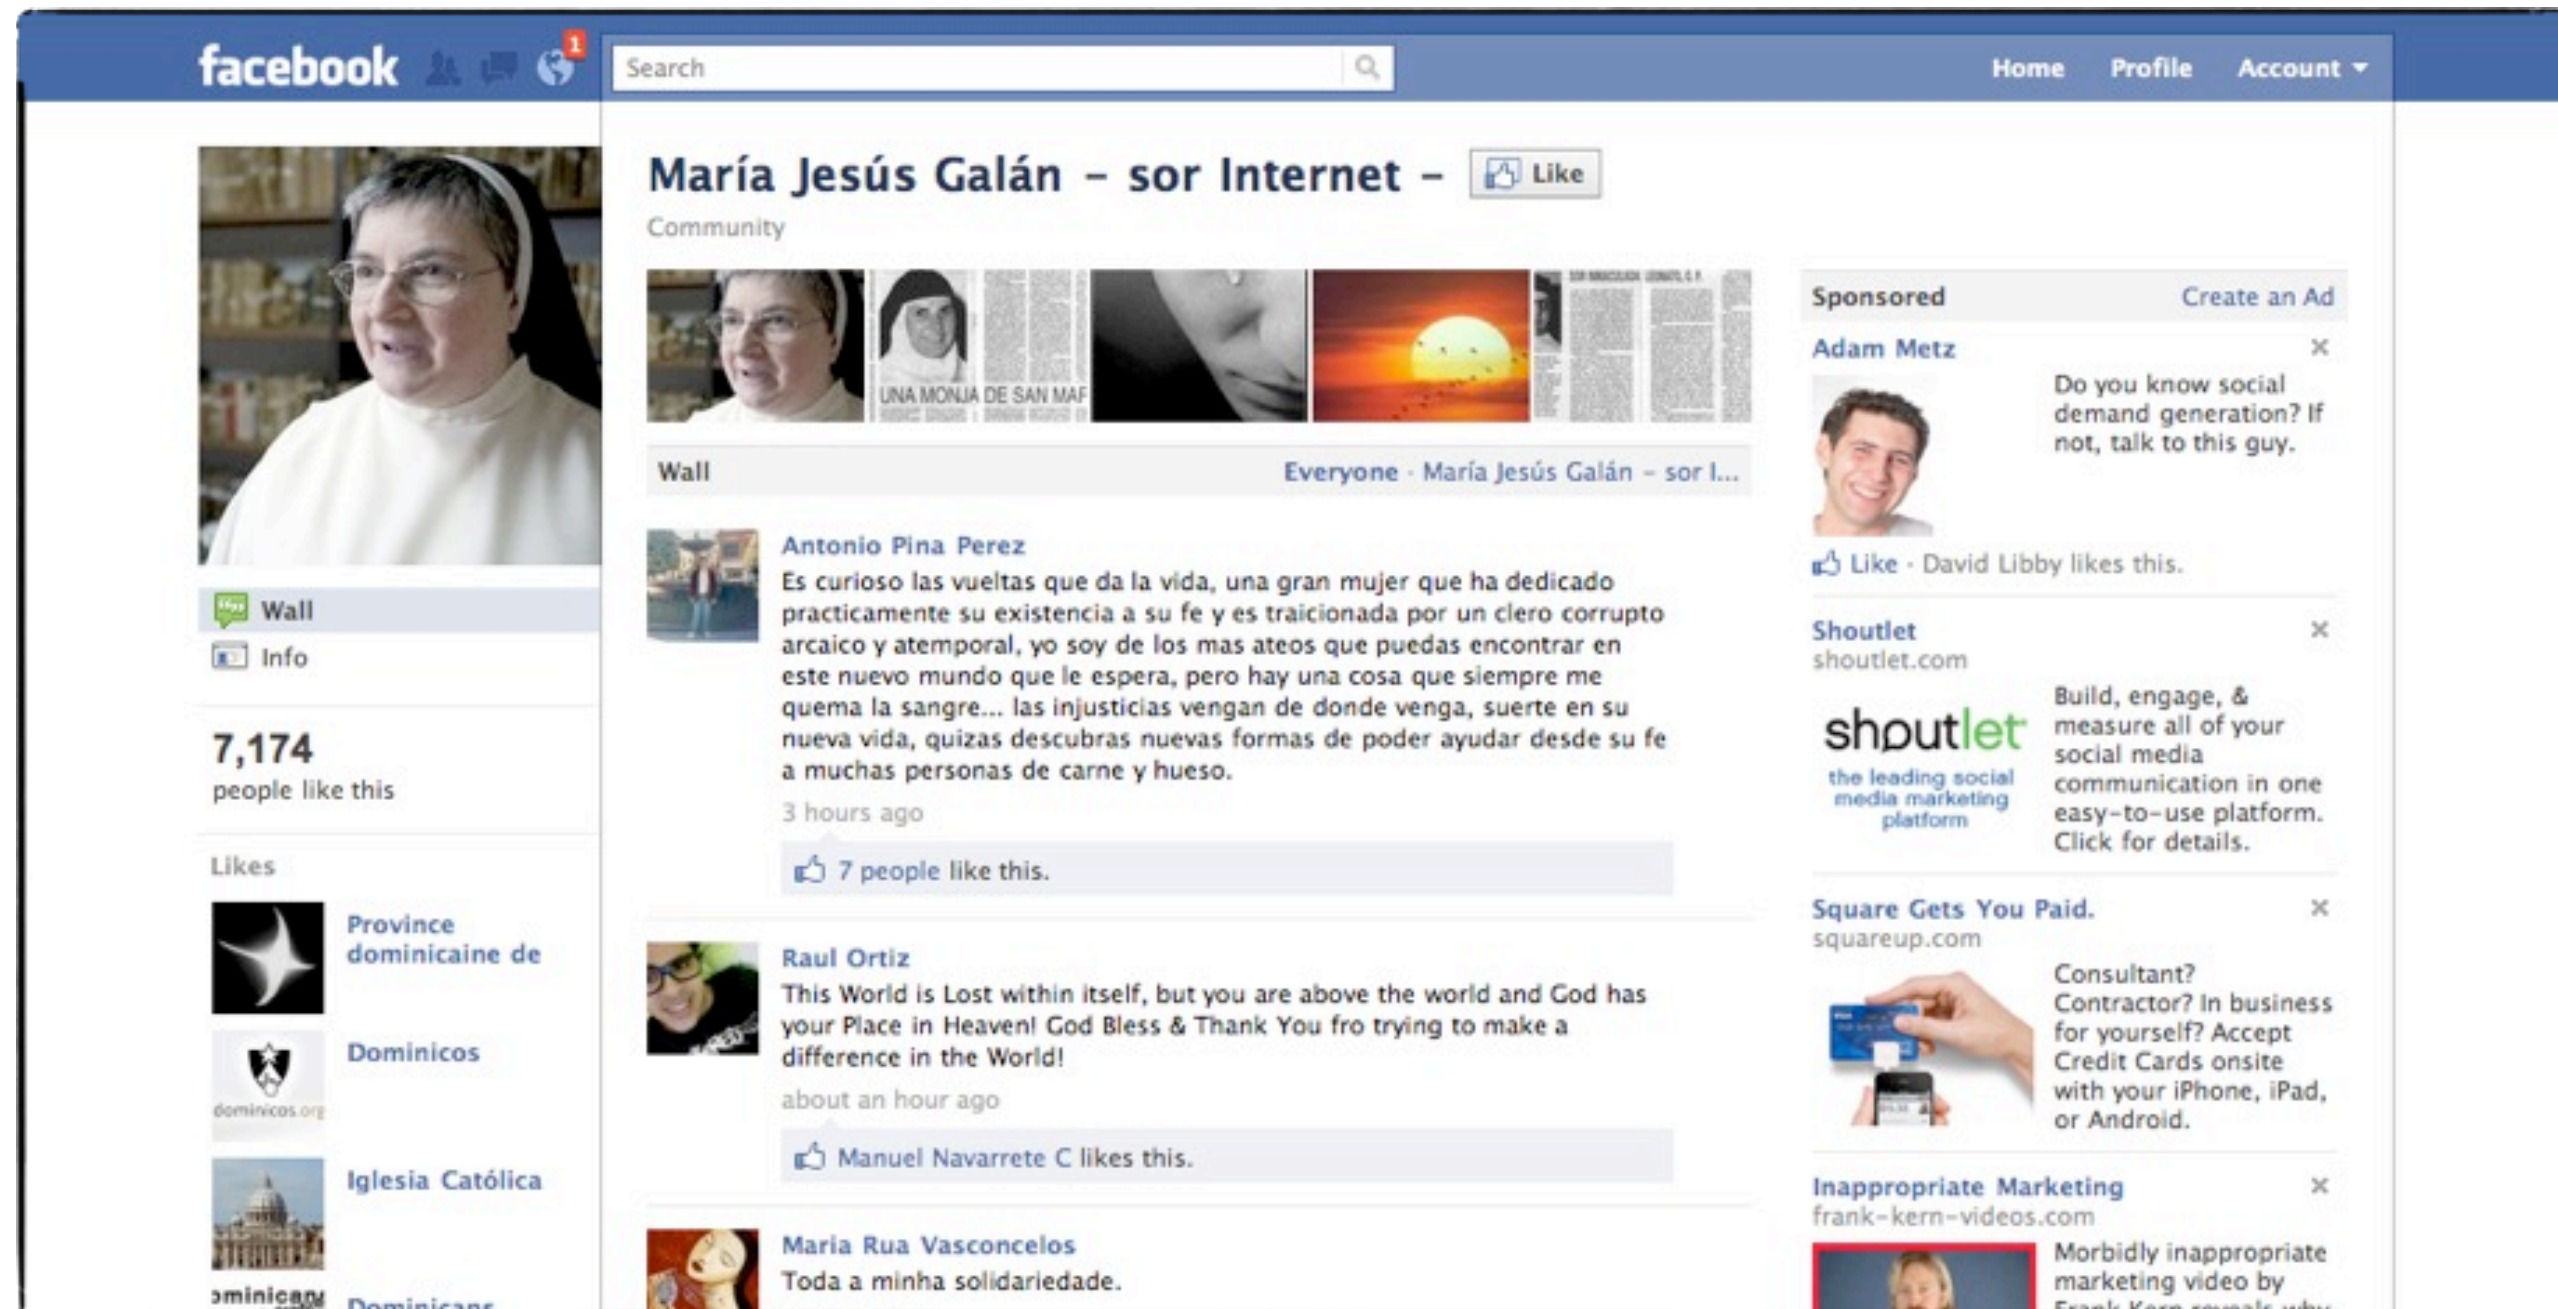 facebook
1
Search
Home Profile Account
María Jesús Galán - sor Internet -
Like
Community
UNA MONJA DE SAN MAR
SOR INMACULADA
Wall
Everyone · María Jesús Galán - sor I...
Antonio Pina Perez
Es curioso las vueltas que da la vida, una gran mujer que ha dedicado
practicamente su existencia a su fe y es traicionada por un clero corrupto
arcaico y atemporal, yo soy de los mas ateos que puedas encontrar en
este nuevo mundo que le espera, pero hay una cosa que siempre me
quema la sangre... las injusticias vengan de donde venga, suerte en su
nueva vida, quizas descubras nuevas formas de poder ayudar desde su fe
a muchas personas de carne y hueso.
3 hours ago
7 people like this.
Raul Ortiz
This World is Lost within itself, but you are above the world and God has
your Place in Heaven! God Bless & Thank You fro trying to make a
difference in the World!
about an hour ago
Manuel Navarrete C likes this.
Maria Rua Vasconcelos
Toda a minha solidariedade.
Wall
Info
7,174
people like this
Likes
Province
dominicaine de
Dominicos
dominicos.org
Iglesia Católica
Dominicans
Sponsored
Create an Ad
Adam Metz
Do you know social
demand generation? If
not, talk to this guy.
Like · David Libby likes this.
Shoutlet
shoutlet.com
shoutlet
the leading social
media marketing
platform
Build, engage, &
measure all of your
social media
communication in one
easy-to-use platform.
Click for details.
Square Gets You Paid.
squareup.com
VISA
Consultant?
Contractor? In business
for yourself? Accept
Credit Cards onsite
with your iPhone, iPad,
or Android.
Inappropriate Marketing
frank-kern-videos.com
Morbidly inappropriate
marketing video by
Frank Kern reveals why